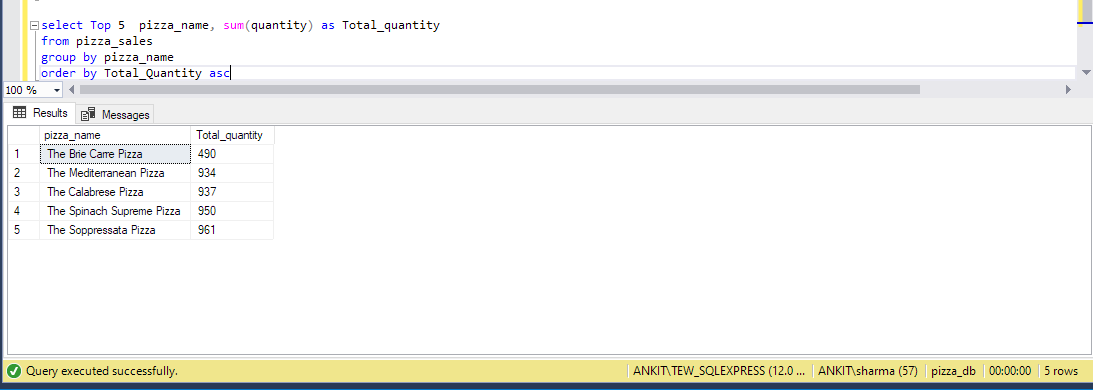 select Top 5  pizza_name, sum(quantity) as Total_quantity
from pizza_sales
group by pizza_name
order by Total_Quantity asc
100 %
Results Messages
pizza_name Total_quantity
1 The Brie Carre Pizza 490
2 The Mediterranean Pizza 934
3 The Calabrese Pizza 937
4 The Spinach Supreme Pizza 950
5 The Soppressata Pizza 961
Query executed successfully. ANKIT\TEW_SQLEXPRESS (12.0 ... ANKIT\sharma (57) pizza_db 00:00:00 5 rows